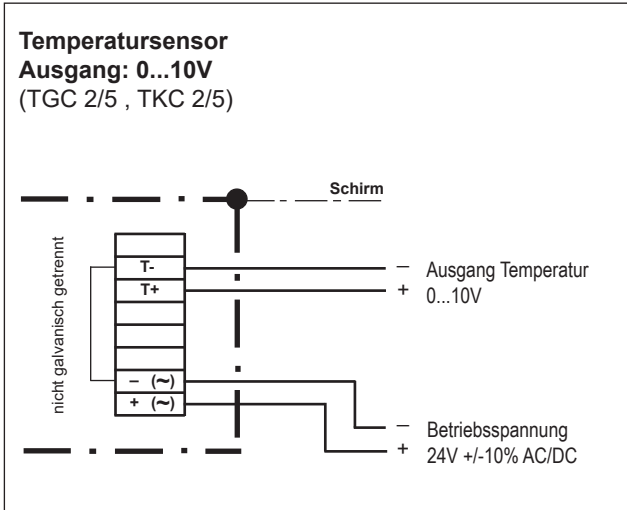 Temperatursensor
Ausgang: 0...10V
(TGC 2/5 , TKC 2/5)
Schirm
nicht galvanisch getrennt
T-
T+
– (~)
+ (~)
– Ausgang Temperatur
+ 0...10V
– Betriebsspannung
+ 24V +/-10% AC/DC